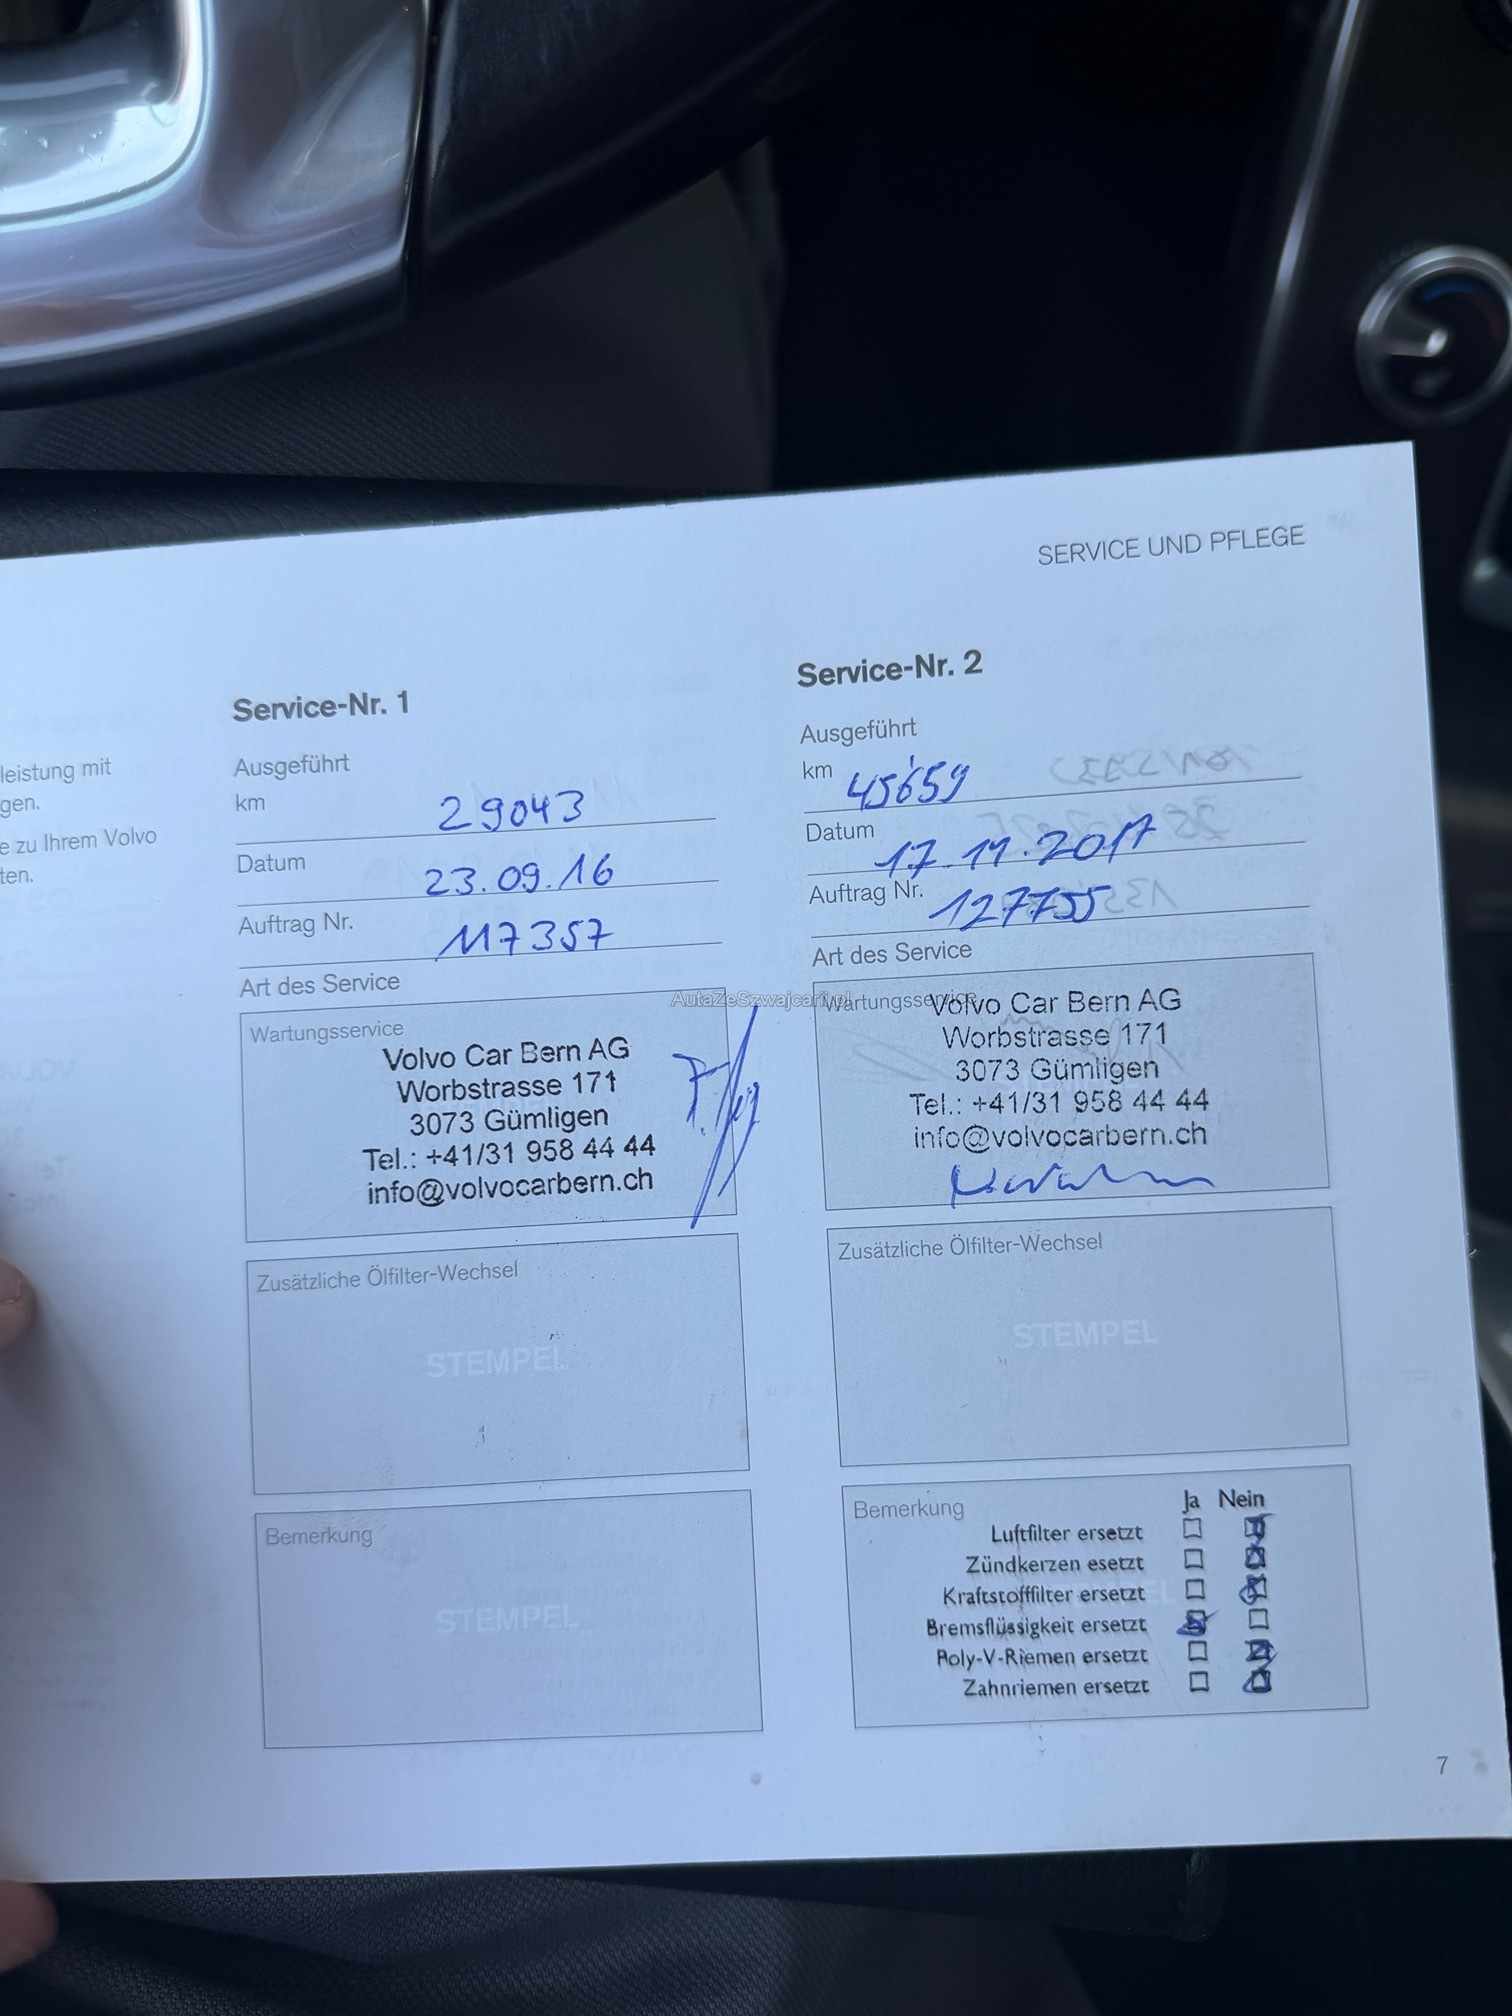 SERVICE UND PFLEGE
leistung mit
gen.
e zu Ihrem Volvo
ten.
Service-Nr. 1
Ausgeführt
km 29043
Datum 23.09.16
Auftrag Nr. 117357
Art des Service
Wartungsservice
Volvo Car Bern AG
Worbstrasse 171
3073 Gümligen
Tel.: +41/31 958 44 44
info@volvocarbern.ch
Zusätzliche Ölfilter-Wechsel
STEMPEL
Bemerkung
STEMPEL
Service-Nr. 2
Ausgeführt
km 45'659
Datum 17.11.2017
Auftrag Nr. 127755
Art des Service
Wartungsservice
Volvo Car Bern AG
Worbstrasse 171
3073 Gümligen
Tel.: +41/31 958 44 44
info@volvocarbern.ch
Zusätzliche Ölfilter-Wechsel
STEMPEL
Bemerkung
Ja Nein
Luftfilter ersetzt
Zündkerzen esetzt
Kraftstofffilter ersetzt
Bremsflüssigkeit ersetzt
Poly-V-Riemen ersetzt
Zahnriemen ersetzt
7
AutaZeSzwajcarii.pl